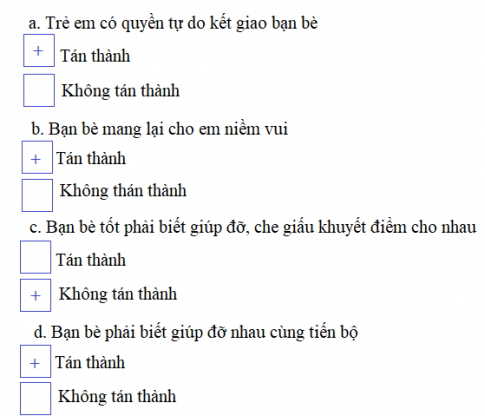 a. Trẻ em có quyền tự do kết giao bạn bè
+ Tán thành
Không tán thành
b. Bạn bè mang lại cho em niềm vui
+ Tán thành
Không thán thành
c. Bạn bè tốt phải biết giúp đỡ, che giấu khuyết điểm cho nhau
Tán thành
+ Không tán thành
d. Bạn bè phải biết giúp đỡ nhau cùng tiến bộ
+ Tán thành
Không tán thành